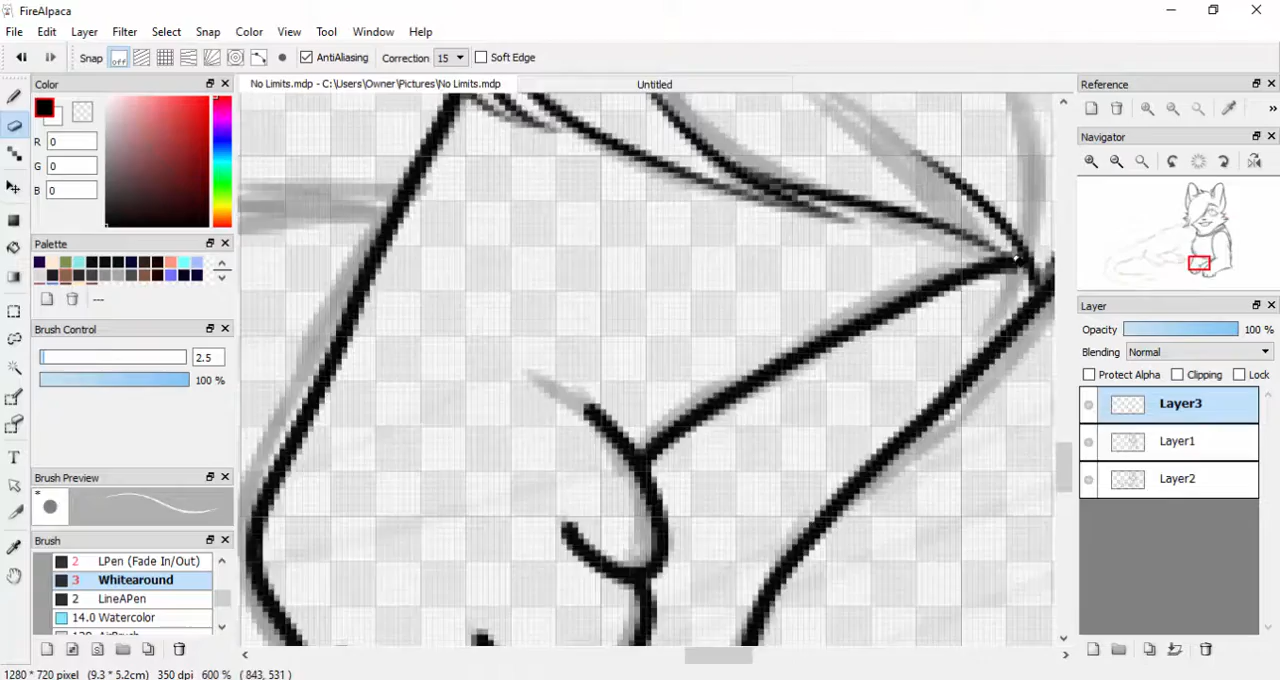 FireAlpaca
File Edit Layer Filter Select Snap Color View Tool Window Help
Snap off AntiAliasing Correction 15 Soft Edge
Color
No Limits.mdp - C:\Users\Owner\Pictures\No Limits.mdp
Untitled
Reference
R 0
G 0
B 0
Navigator
Palette
---
Brush Control
2.5
100 %
Layer
Opacity 100 %
Blending Normal
Protect Alpha Clipping Lock
Layer3
Layer1
Layer2
Brush Preview
*
Brush
2 LPen (Fade In/Out)
3 Whitearound
2 LineAPen
14.0 Watercolor
120 AirBrush
1280 * 720 pixel (9.3 * 5.2cm) 350 dpi 600 % ( 843, 531 )